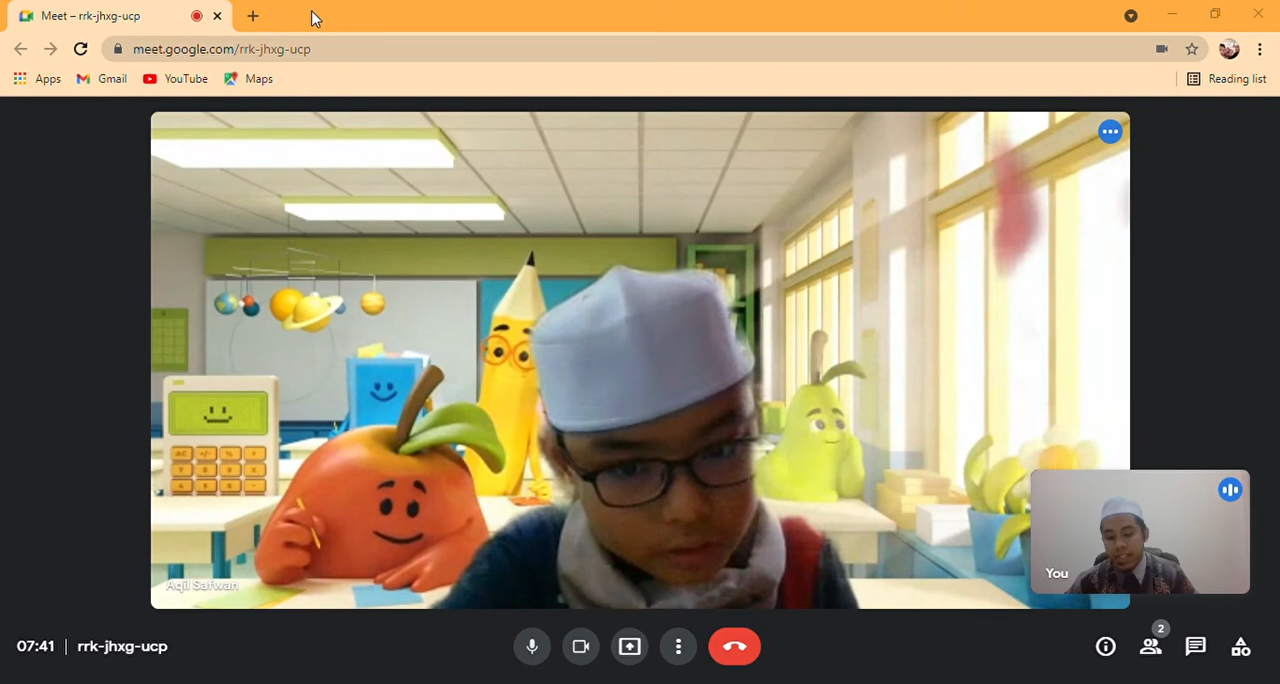 Meet – rrk-jhxg-ucp
meet.google.com/rrk-jhxg-ucp
Apps Gmail YouTube Maps Reading list
AC +/- %
Aqil Safwan
You
07:41 | rrk-jhxg-ucp
2